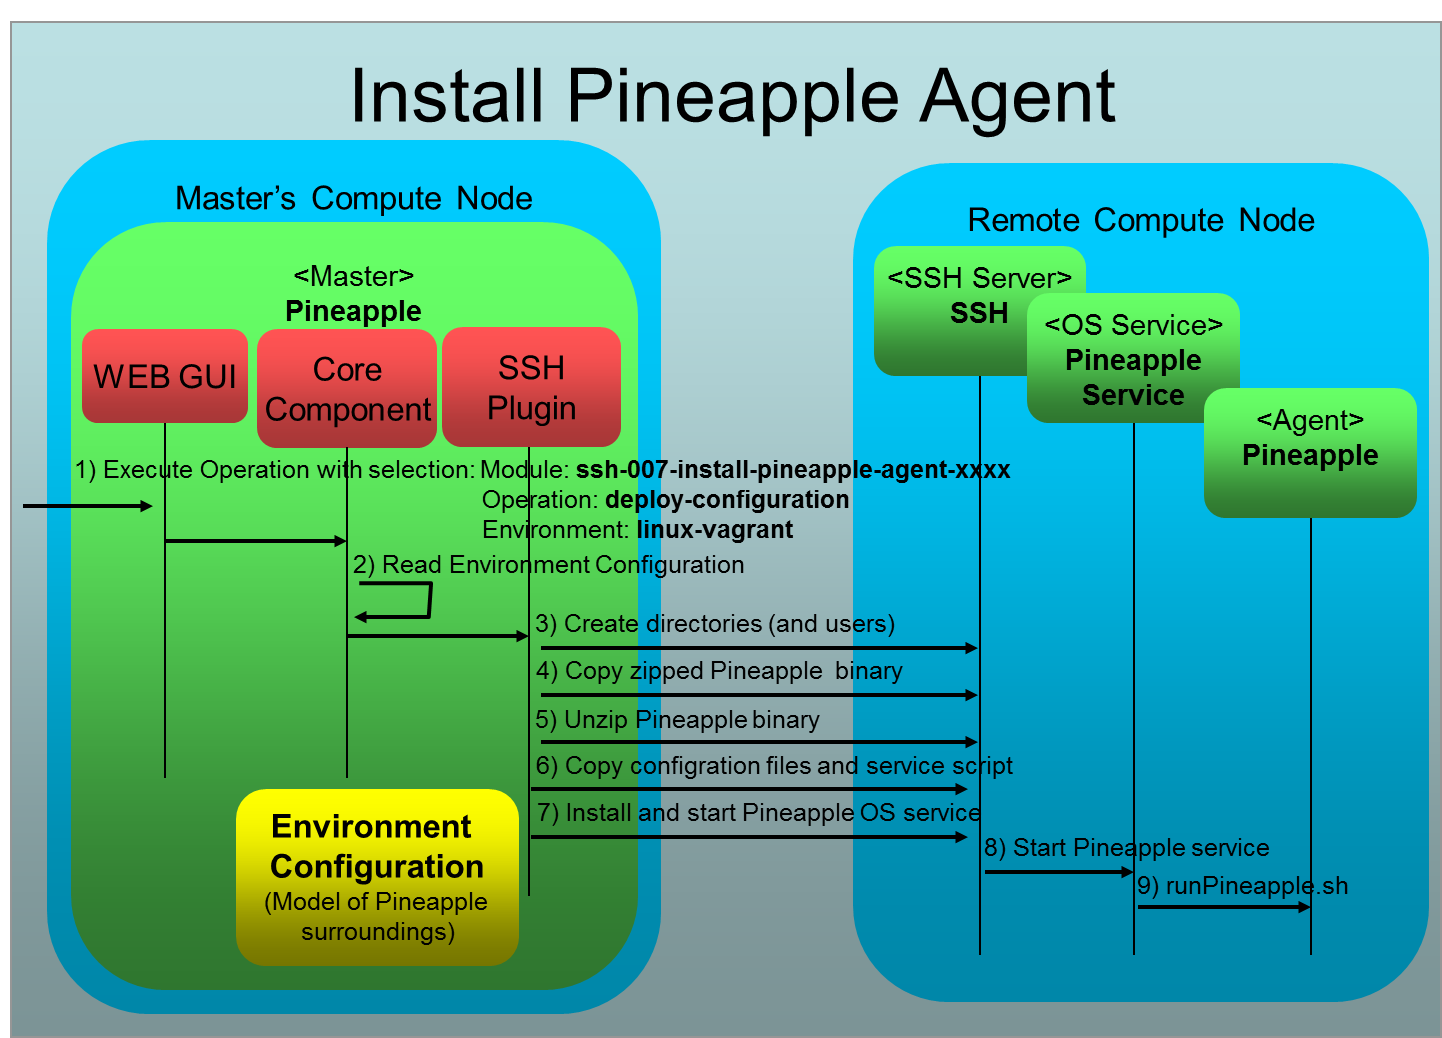 Install Pineapple Agent
Master’s Compute Node
<Master>
Pineapple
WEB GUI
Core
Component
SSH
Plugin
Remote Compute Node
<SSH Server>
SSH
<OS Service>
Pineapple
Service
<Agent>
Pineapple
1) Execute Operation with selection: Module: ssh-007-install-pineapple-agent-xxxx
Operation: deploy-configuration
Environment: linux-vagrant
2) Read Environment Configuration
3) Create directories (and users)
4) Copy zipped Pineapple binary
5) Unzip Pineapple binary
6) Copy configration files and service script
7) Install and start Pineapple OS service
8) Start Pineapple service
9) runPineapple.sh
Environment
Configuration
(Model of Pineapple
surroundings)